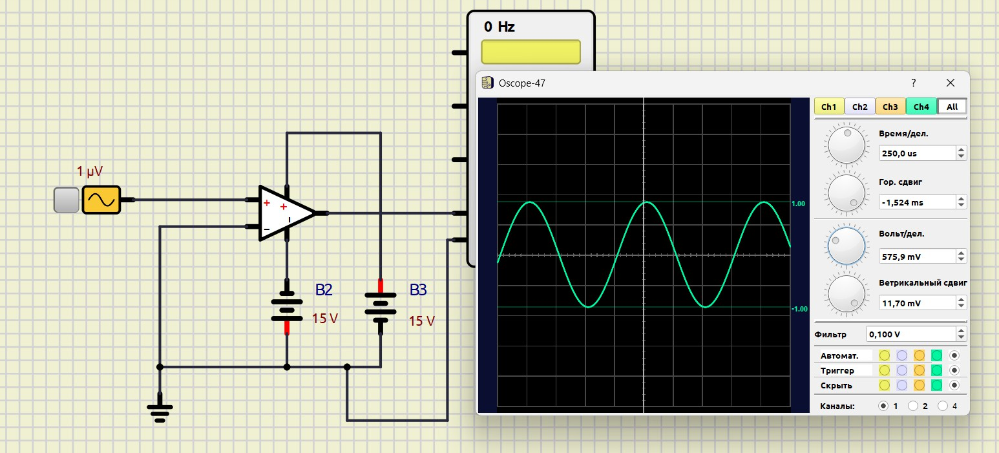 0 Hz
Oscope-47
?
Ch1 Ch2 Ch3 Ch4 All
Время/дел.
250,0 us
Гор. сдвиг
-1,524 ms
Вольт/дел.
575,9 mV
Ветрикальный сдвиг
11,70 mV
Фильтр 0,100 V
Автомат.
Триггер
Скрыть
Каналы: 1 2 4
1.00
-1.00
1 µV
+ +
− −
B2
15 V
B3
15 V